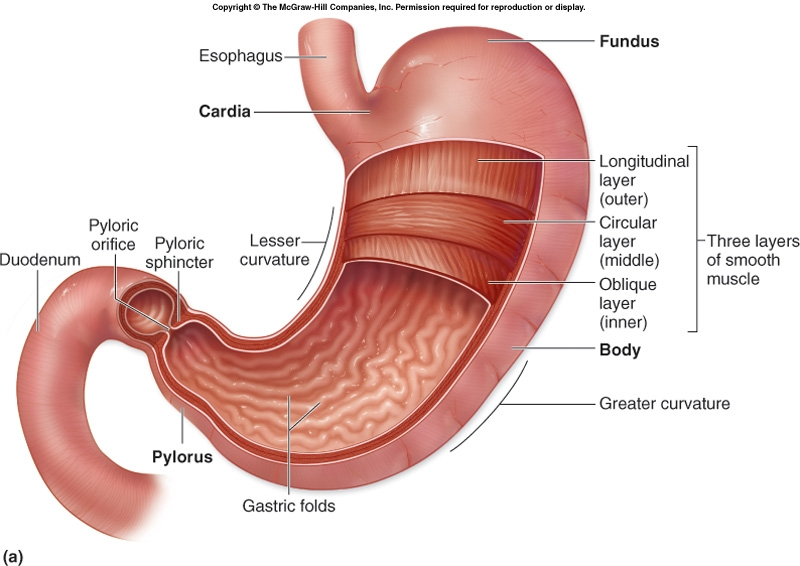 Copyright © The McGraw-Hill Companies, Inc. Permission required for reproduction or display.
Esophagus
Fundus
Cardia
Longitudinal
layer
(outer)
Circular
layer
(middle)
Oblique
layer
(inner)
Three layers
of smooth
muscle
Lesser
curvature
Pyloric
orifice
Pyloric
sphincter
Duodenum
Body
Greater curvature
Pylorus
Gastric folds
(a)